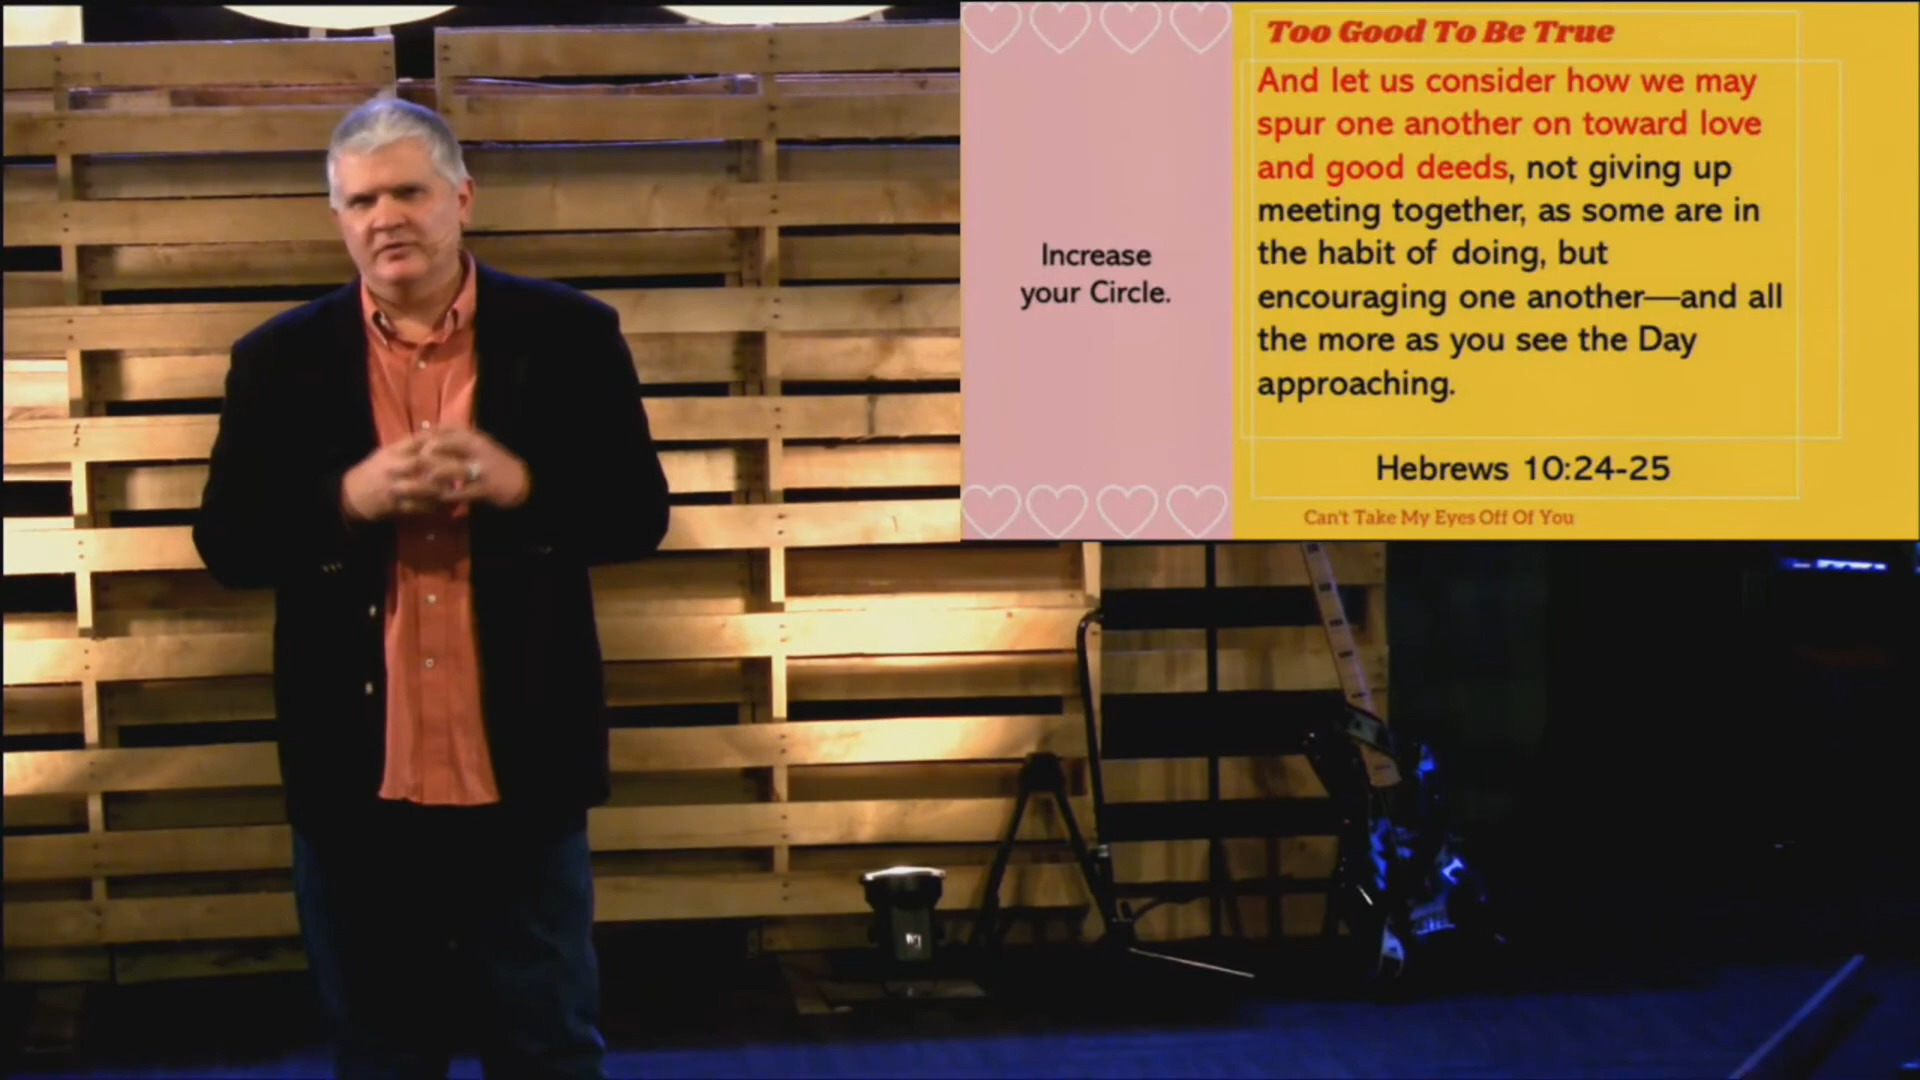 Too Good To Be True
And let us consider how we may
spur one another on toward love
and good deeds, not giving up
meeting together, as some are in
the habit of doing, but
encouraging one another—and all
the more as you see the Day
approaching.
Hebrews 10:24-25
Can't Take My Eyes Off Of You
Increase
your Circle.